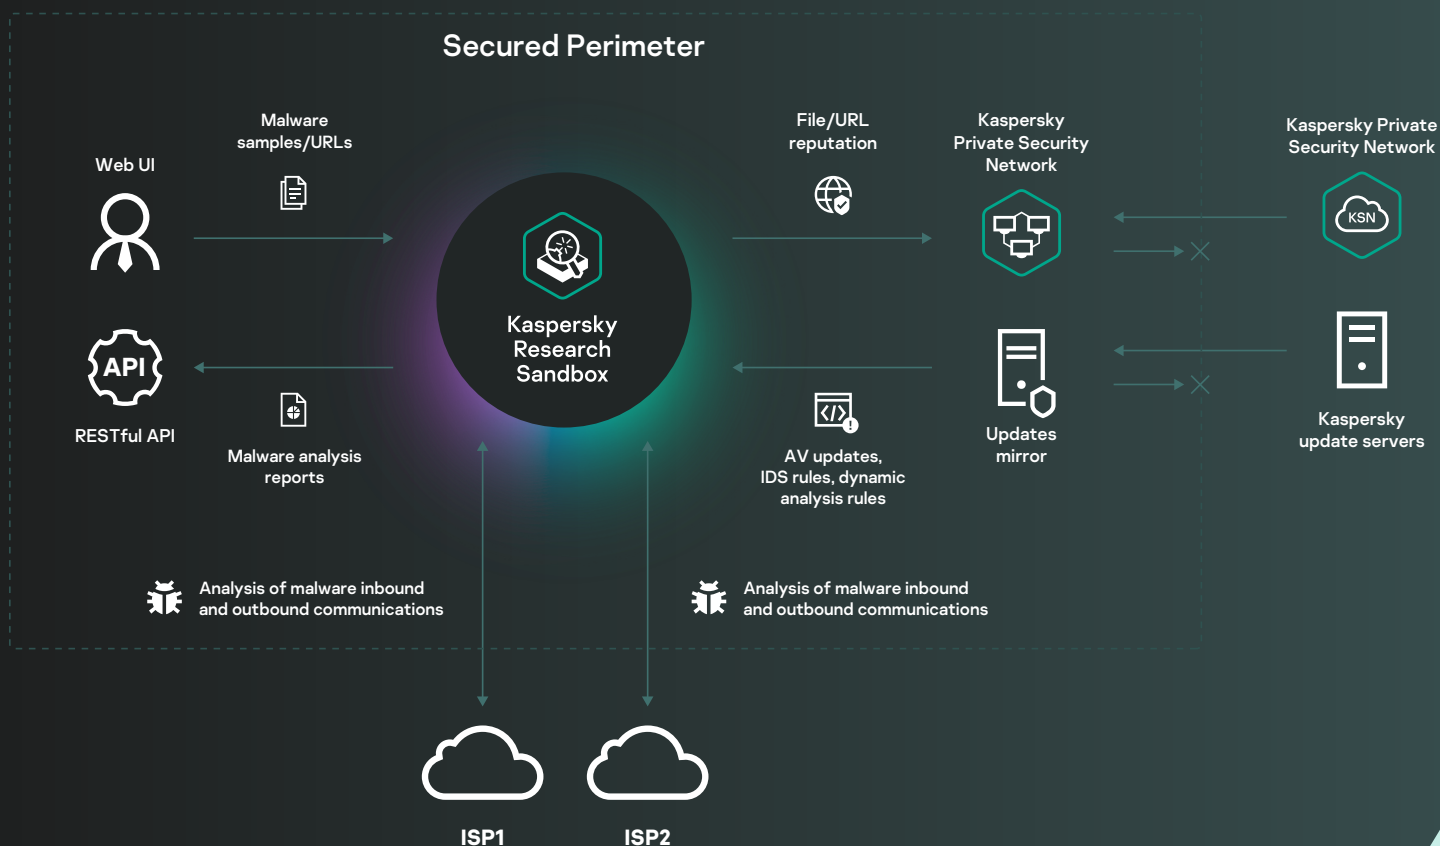 Secured Perimeter
Malware
samples/URLs
File/URL
reputation
Kaspersky
Private Security
Network
Kaspersky Private
Security Network
Web UI
KSN
Kaspersky
Research
Sandbox
API
RESTful API
Malware analysis
reports
AV updates,
IDS rules, dynamic
analysis rules
Updates
mirror
Kaspersky
update servers
Analysis of malware inbound
and outbound communications
Analysis of malware inbound
and outbound communications
ISP1
ISP2